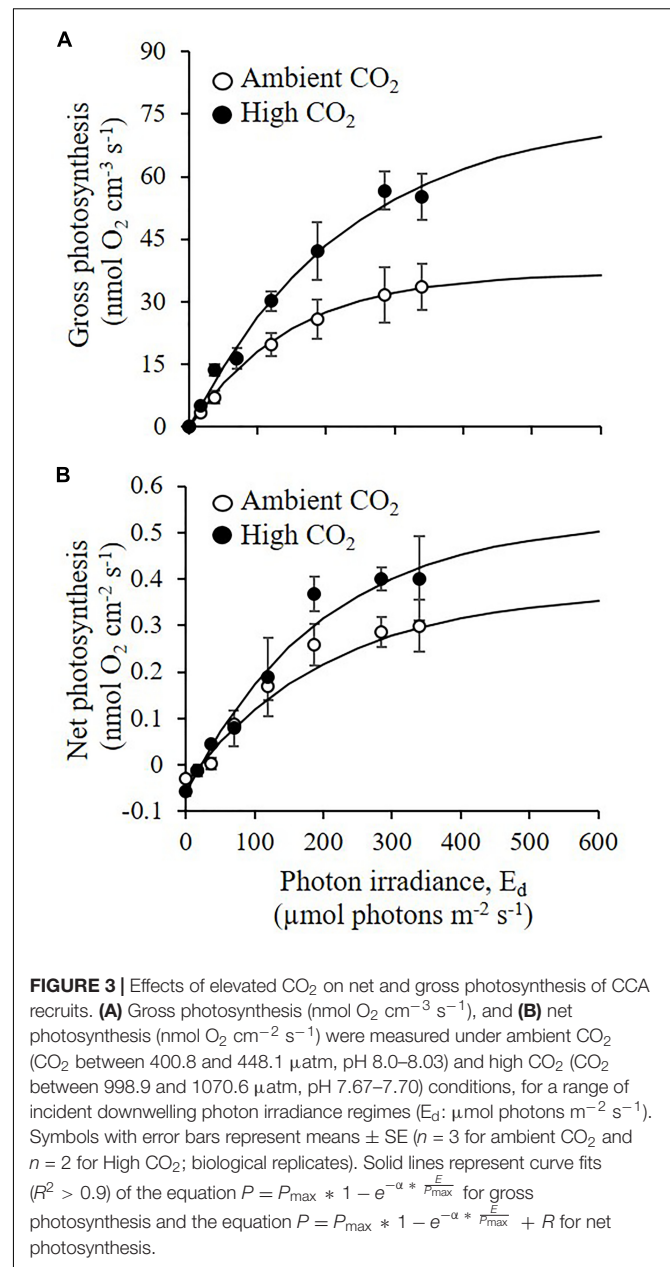 A
90
75
60
45
30
15
0
Gross photosynthesis
(nmol O₂ cm⁻³ s⁻¹)
Ambient CO₂
High CO₂
B
0.6
0.5
0.4
0.3
0.2
0.1
0
-0.1
Net photosynthesis
(nmol O₂ cm⁻² s⁻¹)
Ambient CO₂
High CO₂
0 100 200 300 400 500 600
Photon irradiance, E_d
(µmol photons m⁻² s⁻¹)
FIGURE 3 | Effects of elevated CO₂ on net and gross photosynthesis of CCA
recruits. (A) Gross photosynthesis (nmol O₂ cm⁻³ s⁻¹), and (B) net
photosynthesis (nmol O₂ cm⁻² s⁻¹) were measured under ambient CO₂
(CO₂ between 400.8 and 448.1 µatm, pH 8.0–8.03) and high CO₂ (CO₂
between 998.9 and 1070.6 µatm, pH 7.67–7.70) conditions, for a range of
incident downwelling photon irradiance regimes (E_d: µmol photons m⁻² s⁻¹).
Symbols with error bars represent means ± SE (n = 3 for ambient CO₂ and
n = 2 for High CO₂; biological replicates). Solid lines represent curve fits
(R² > 0.9) of the equation P = P_max * 1 − e^(−α * E/P_max) for gross
photosynthesis and the equation P = P_max * 1 − e^(−α * E/P_max) + R for net
photosynthesis.